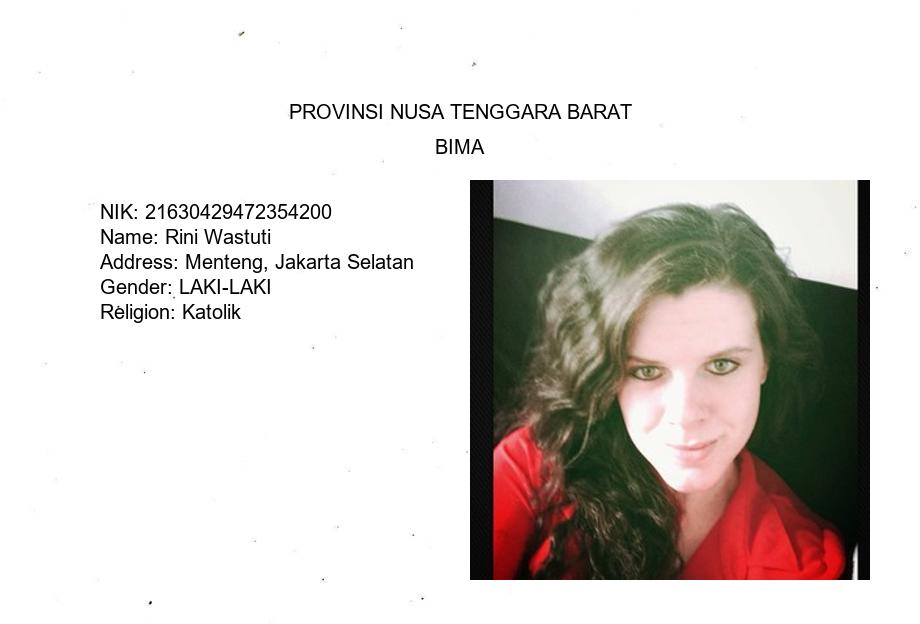 PROVINSI NUSA TENGGARA BARAT
BIMA
NIK: 21630429472354200
Name: Rini Wastuti
Address: Menteng, Jakarta Selatan
Gender: LAKI-LAKI
Religion: Katolik